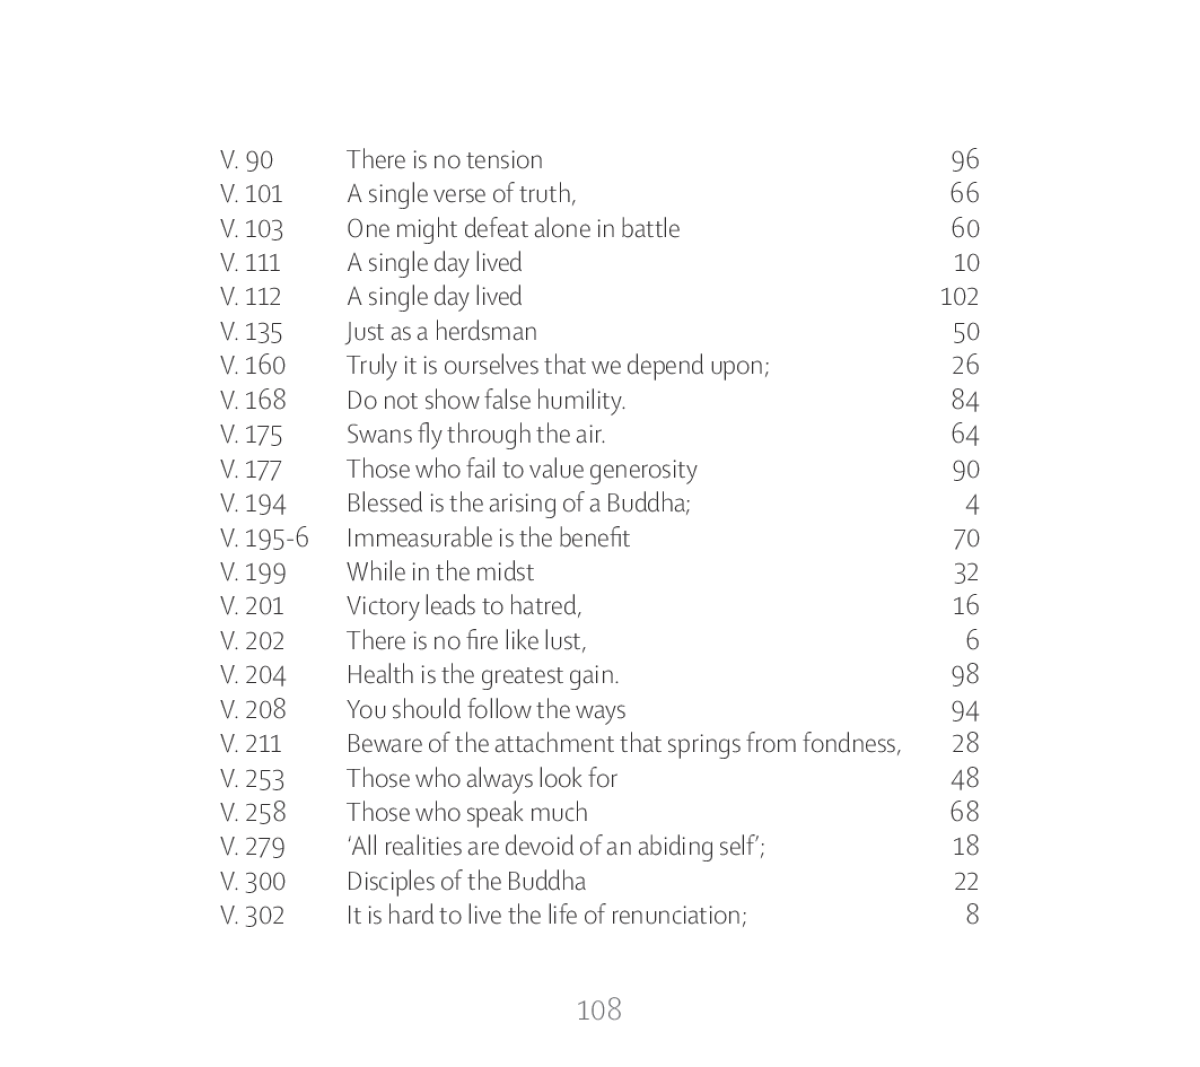 V. 90 There is no tension 96
V. 101 A single verse of truth, 66
V. 103 One might defeat alone in battle 60
V. 111 A single day lived 10
V. 112 A single day lived 102
V. 135 Just as a herdsman 50
V. 160 Truly it is ourselves that we depend upon; 26
V. 168 Do not show false humility. 84
V. 175 Swans fly through the air. 64
V. 177 Those who fail to value generosity 90
V. 194 Blessed is the arising of a Buddha; 4
V. 195-6 Immeasurable is the benefit 70
V. 199 While in the midst 32
V. 201 Victory leads to hatred, 16
V. 202 There is no fire like lust, 6
V. 204 Health is the greatest gain. 98
V. 208 You should follow the ways 94
V. 211 Beware of the attachment that springs from fondness, 28
V. 253 Those who always look for 48
V. 258 Those who speak much 68
V. 279 ‘All realities are devoid of an abiding self’; 18
V. 300 Disciples of the Buddha 22
V. 302 It is hard to live the life of renunciation; 8
108